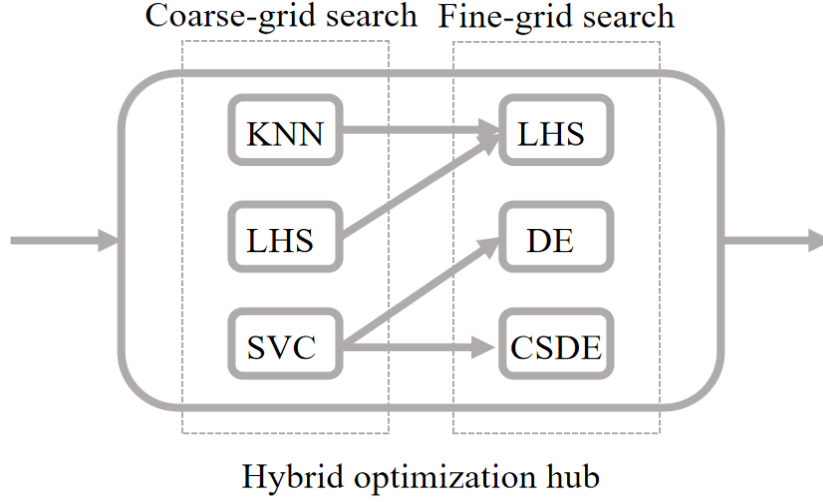 Coarse-grid search Fine-grid search
KNN LHS
LHS DE
SVC CSDE
Hybrid optimization hub